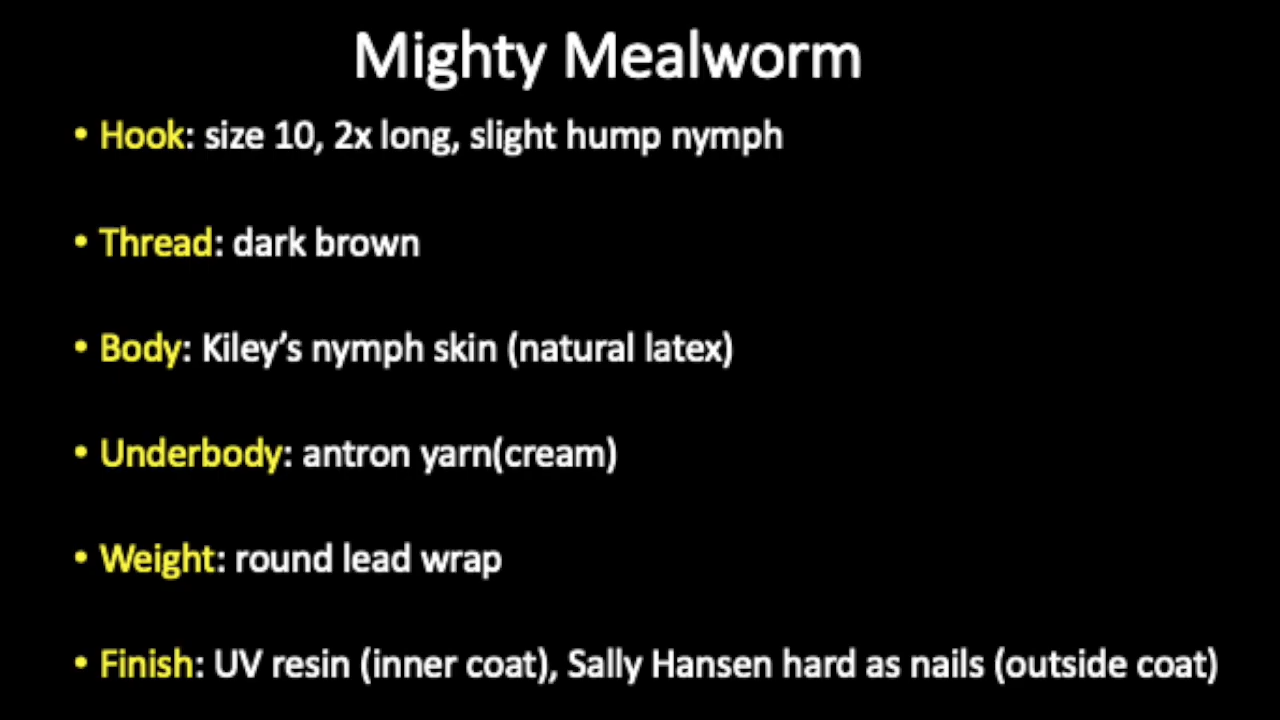 Mighty Mealworm
• Hook: size 10, 2x long, slight hump nymph
• Thread: dark brown
• Body: Kiley’s nymph skin (natural latex)
• Underbody: antron yarn(cream)
• Weight: round lead wrap
• Finish: UV resin (inner coat), Sally Hansen hard as nails (outside coat)